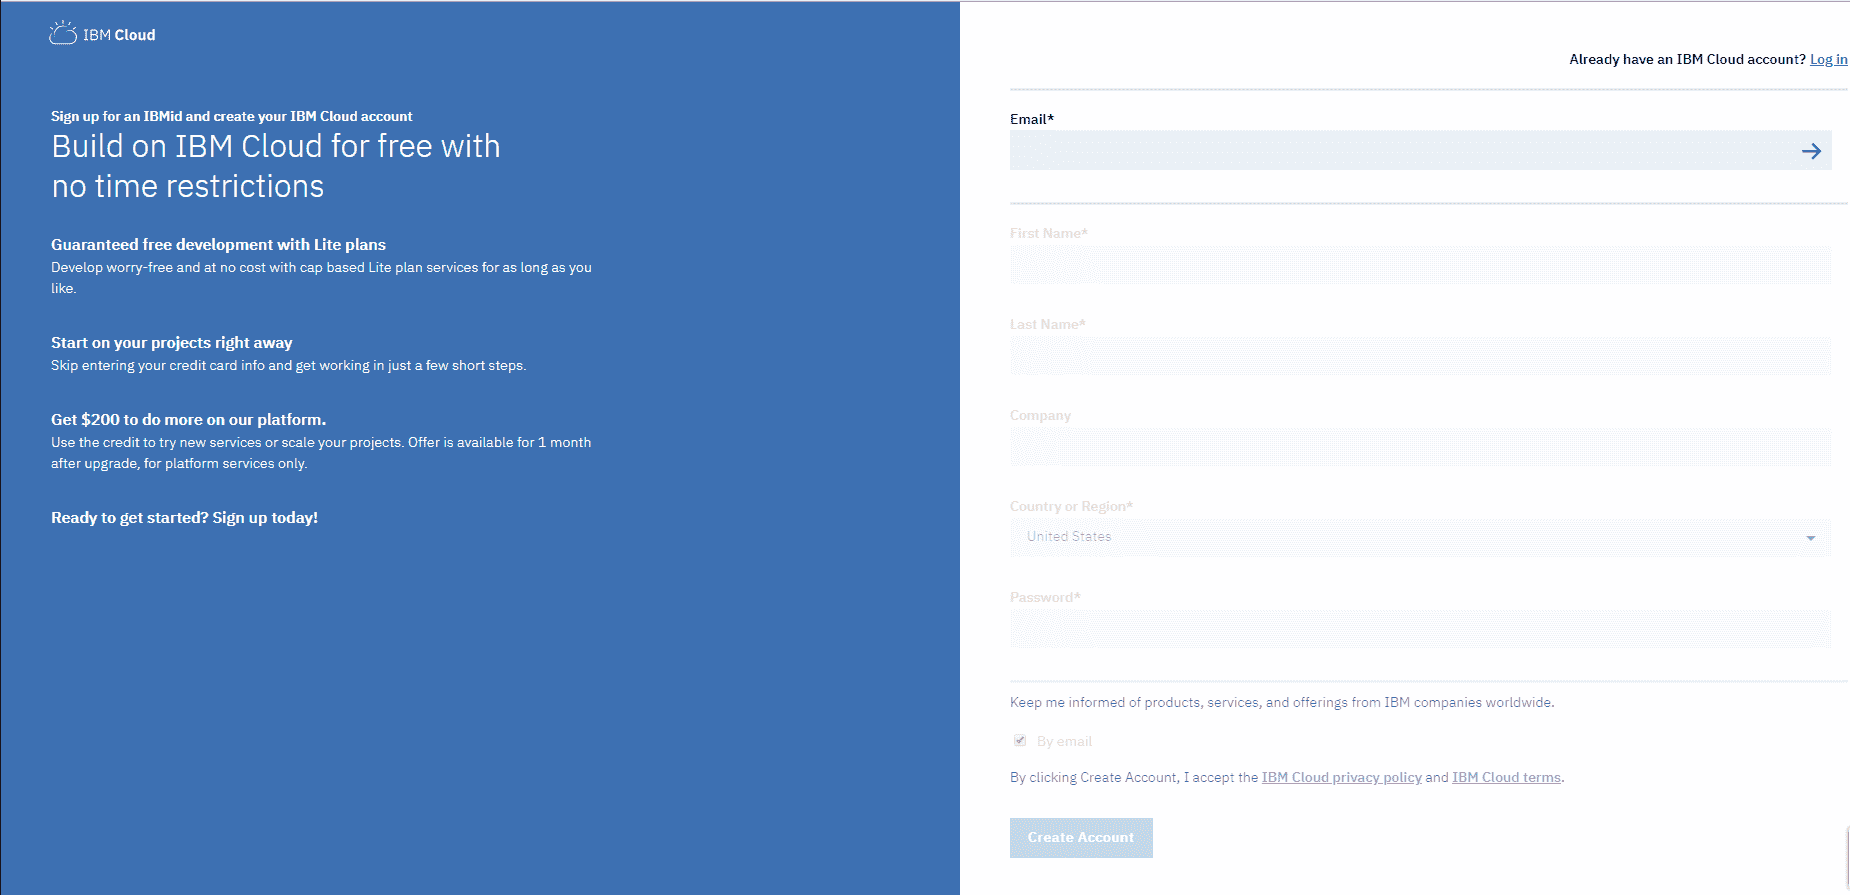 IBM Cloud
Sign up for an IBMid and create your IBM Cloud account
Build on IBM Cloud for free with
no time restrictions
Guaranteed free development with Lite plans
Develop worry-free and at no cost with cap based Lite plan services for as long as you
like.
Start on your projects right away
Skip entering your credit card info and get working in just a few short steps.
Get $200 to do more on our platform.
Use the credit to try new services or scale your projects. Offer is available for 1 month
after upgrade, for platform services only.
Ready to get started? Sign up today!
Already have an IBM Cloud account? Log in
Email*
First Name*
Last Name*
Company
Country or Region*
United States
Password*
Keep me informed of products, services, and offerings from IBM companies worldwide.
By email
By clicking Create Account, I accept the IBM Cloud privacy policy and IBM Cloud terms.
Create Account